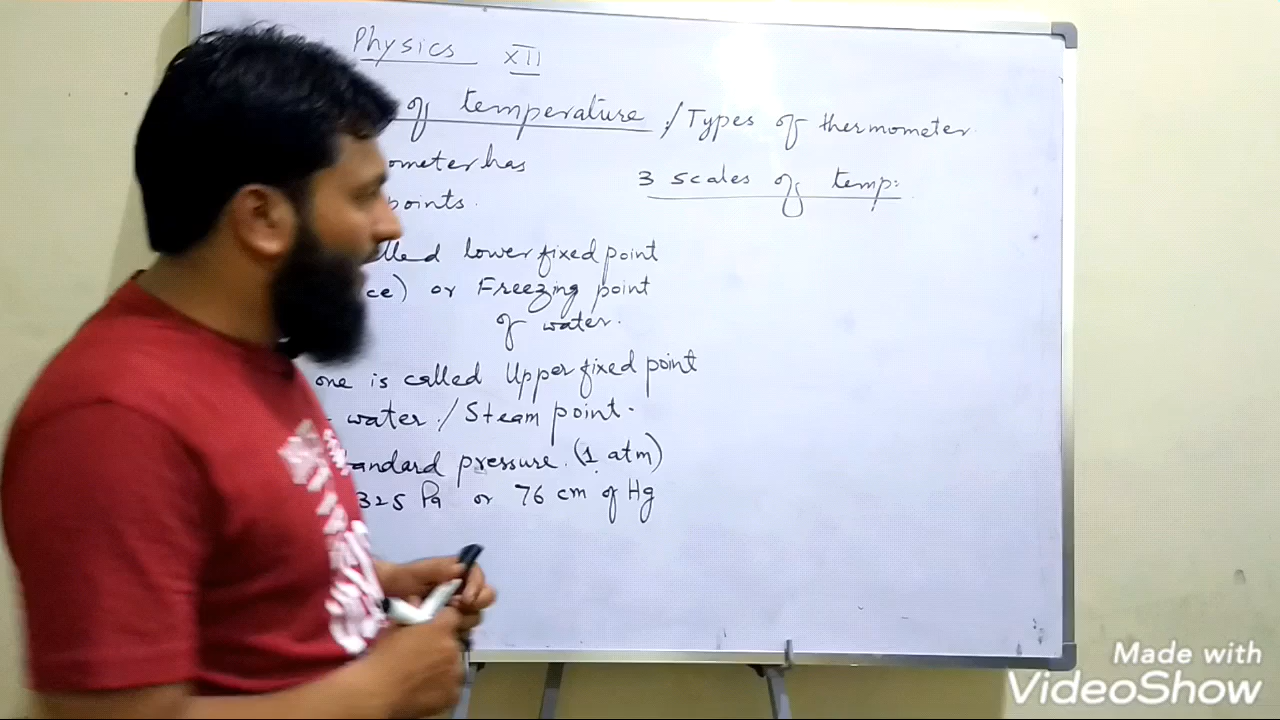 Physics XII
of temperature / Types of thermometer
ometer has
points.
3 scales of temp:
lled lower fixed point
ce) or Freezing point
of water.
one is called Upper fixed point
water / Steam point.
andard pressure (1 atm)
325 Pa or 76 cm of Hg
Made with
VideoShow